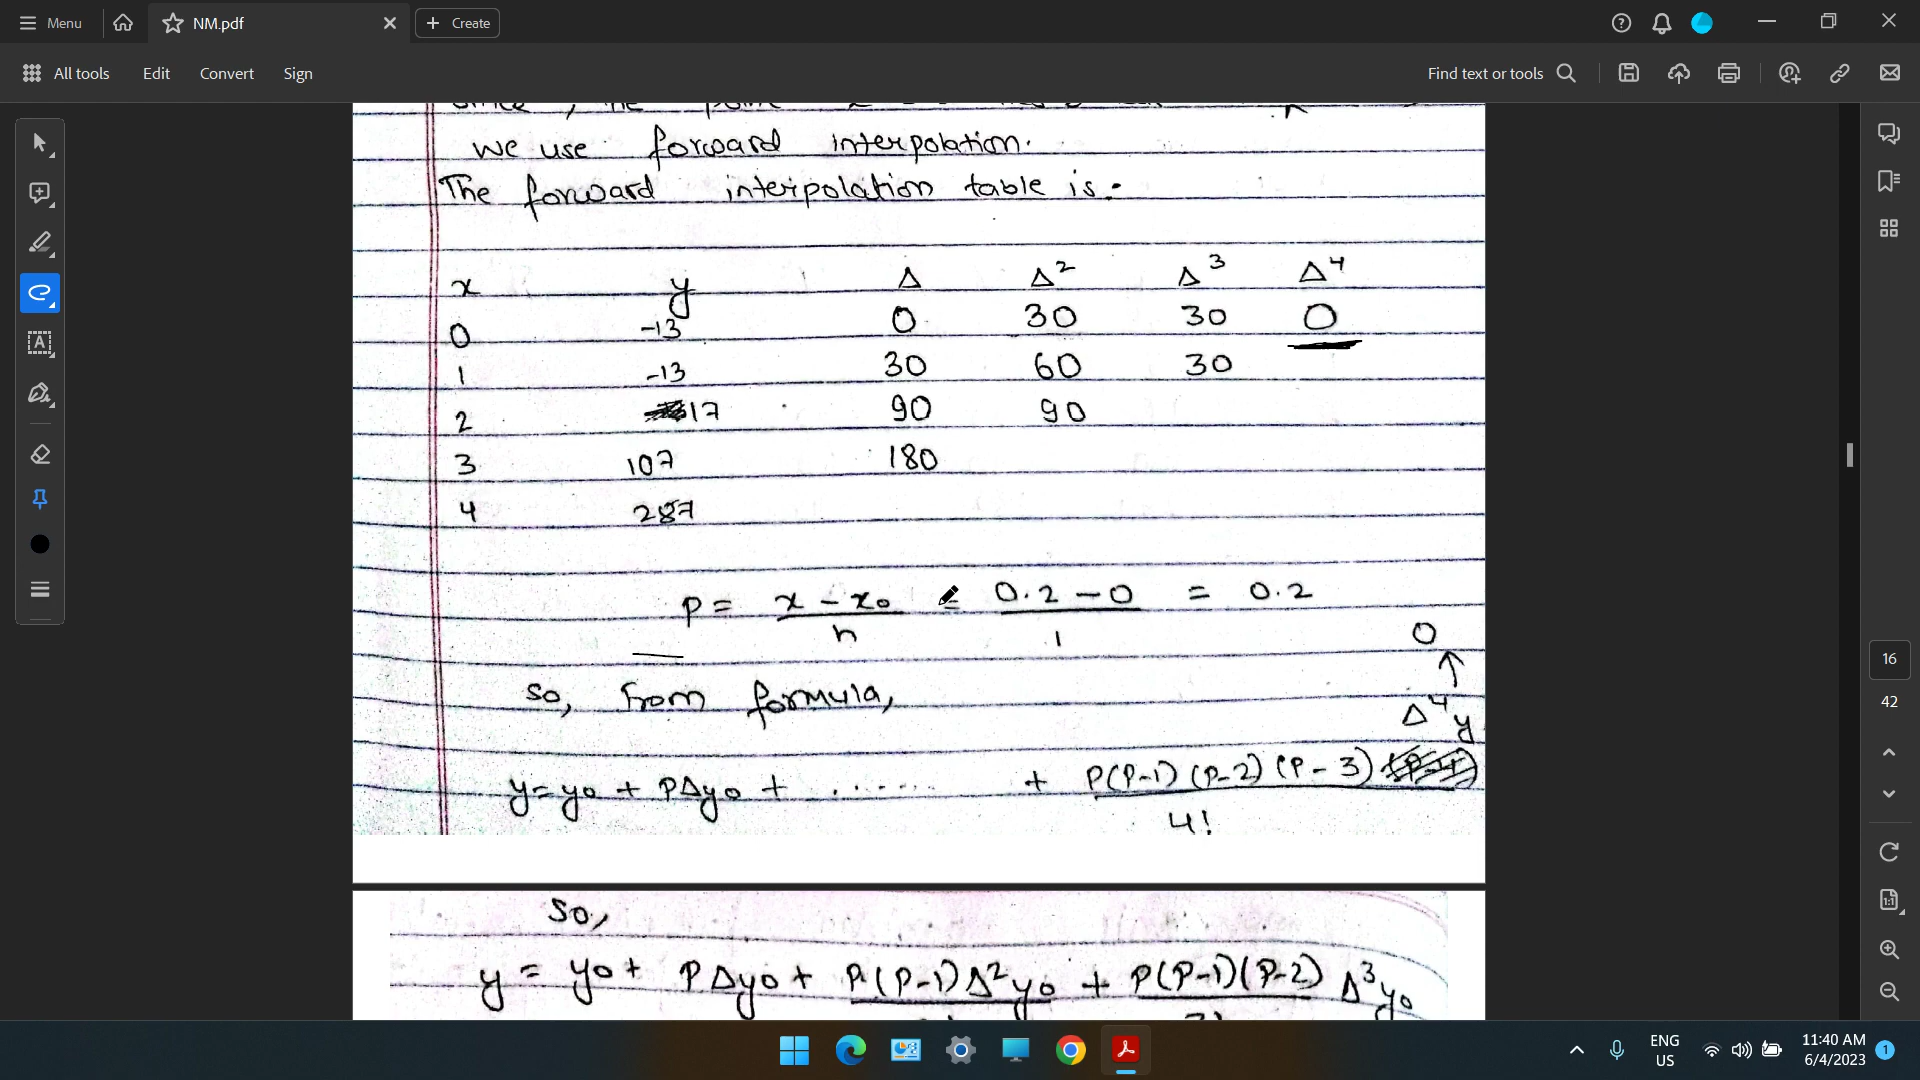 Menu
NM.pdf
Create
All tools
Edit
Convert
Sign
Find text or tools
we use forward interpolation.
The forward interpolation table is:
x y Δ Δ² Δ³ Δ⁴
0 -13 0 30 30 0
1 -13 30 60 30
2 17 90 90
3 107 180
4 287
P = x - x₀ / h = 0.2 - 0 / 1 = 0.2
0
↑
Δ⁴y
so, from formula,
y = y₀ + PΔy₀ + ....... + P(P-1)(P-2)(P-3) / 4!
So,
y = y₀ + PΔy₀ + P(P-1)Δ²y₀ + P(P-1)(P-2) Δ³y₀
16
42
1:1
ENG
US
11:40 AM
6/4/2023
1